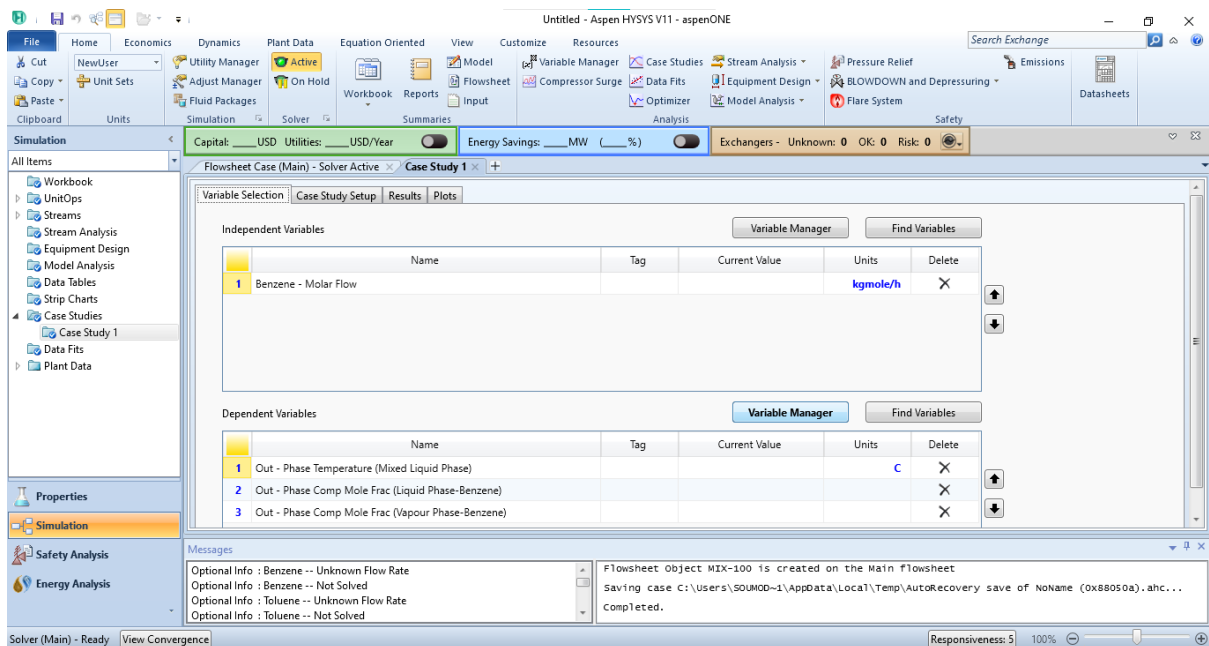 Untitled - Aspen HYSYS V11 - aspenONE
File Home Economics Dynamics Plant Data Equation Oriented View Customize Resources Search Exchange
Cut NewUser Utility Manager Active Model Variable Manager Case Studies Stream Analysis Pressure Relief Emissions
Copy Unit Sets Adjust Manager On Hold Workbook Reports Flowsheet Compressor Surge Data Fits Equipment Design BLOWDOWN and Depressuring Datasheets
Paste Fluid Packages Input Optimizer Model Analysis Flare System
Clipboard Units Simulation Solver Summaries Analysis Safety
Simulation Capital: ____USD Utilities: ____USD/Year Energy Savings: ____MW (____%) Exchangers - Unknown: 0 OK: 0 Risk: 0
All Items Flowsheet Case (Main) - Solver Active Case Study 1 +
Workbook
UnitOps
Streams
Stream Analysis
Equipment Design
Model Analysis
Data Tables
Strip Charts
Case Studies
Case Study 1
Data Fits
Plant Data
Properties
Simulation
Safety Analysis
Energy Analysis
Variable Selection Case Study Setup Results Plots
Independent Variables Variable Manager Find Variables
Name Tag Current Value Units Delete
1 Benzene - Molar Flow kgmole/h
Dependent Variables Variable Manager Find Variables
Name Tag Current Value Units Delete
1 Out - Phase Temperature (Mixed Liquid Phase) C
2 Out - Phase Comp Mole Frac (Liquid Phase-Benzene)
3 Out - Phase Comp Mole Frac (Vapour Phase-Benzene)
Messages
Optional Info : Benzene -- Unknown Flow Rate
Optional Info : Benzene -- Not Solved
Optional Info : Toluene -- Unknown Flow Rate
Optional Info : Toluene -- Not Solved
Flowsheet Object MIX-100 is created on the Main flowsheet
Saving case C:\Users\SOUMOD~1\AppData\Local\Temp\AutoRecovery save of NoName (0x88050a).ahc...
Completed.
Solver (Main) - Ready View Convergence Responsiveness: 5 100%